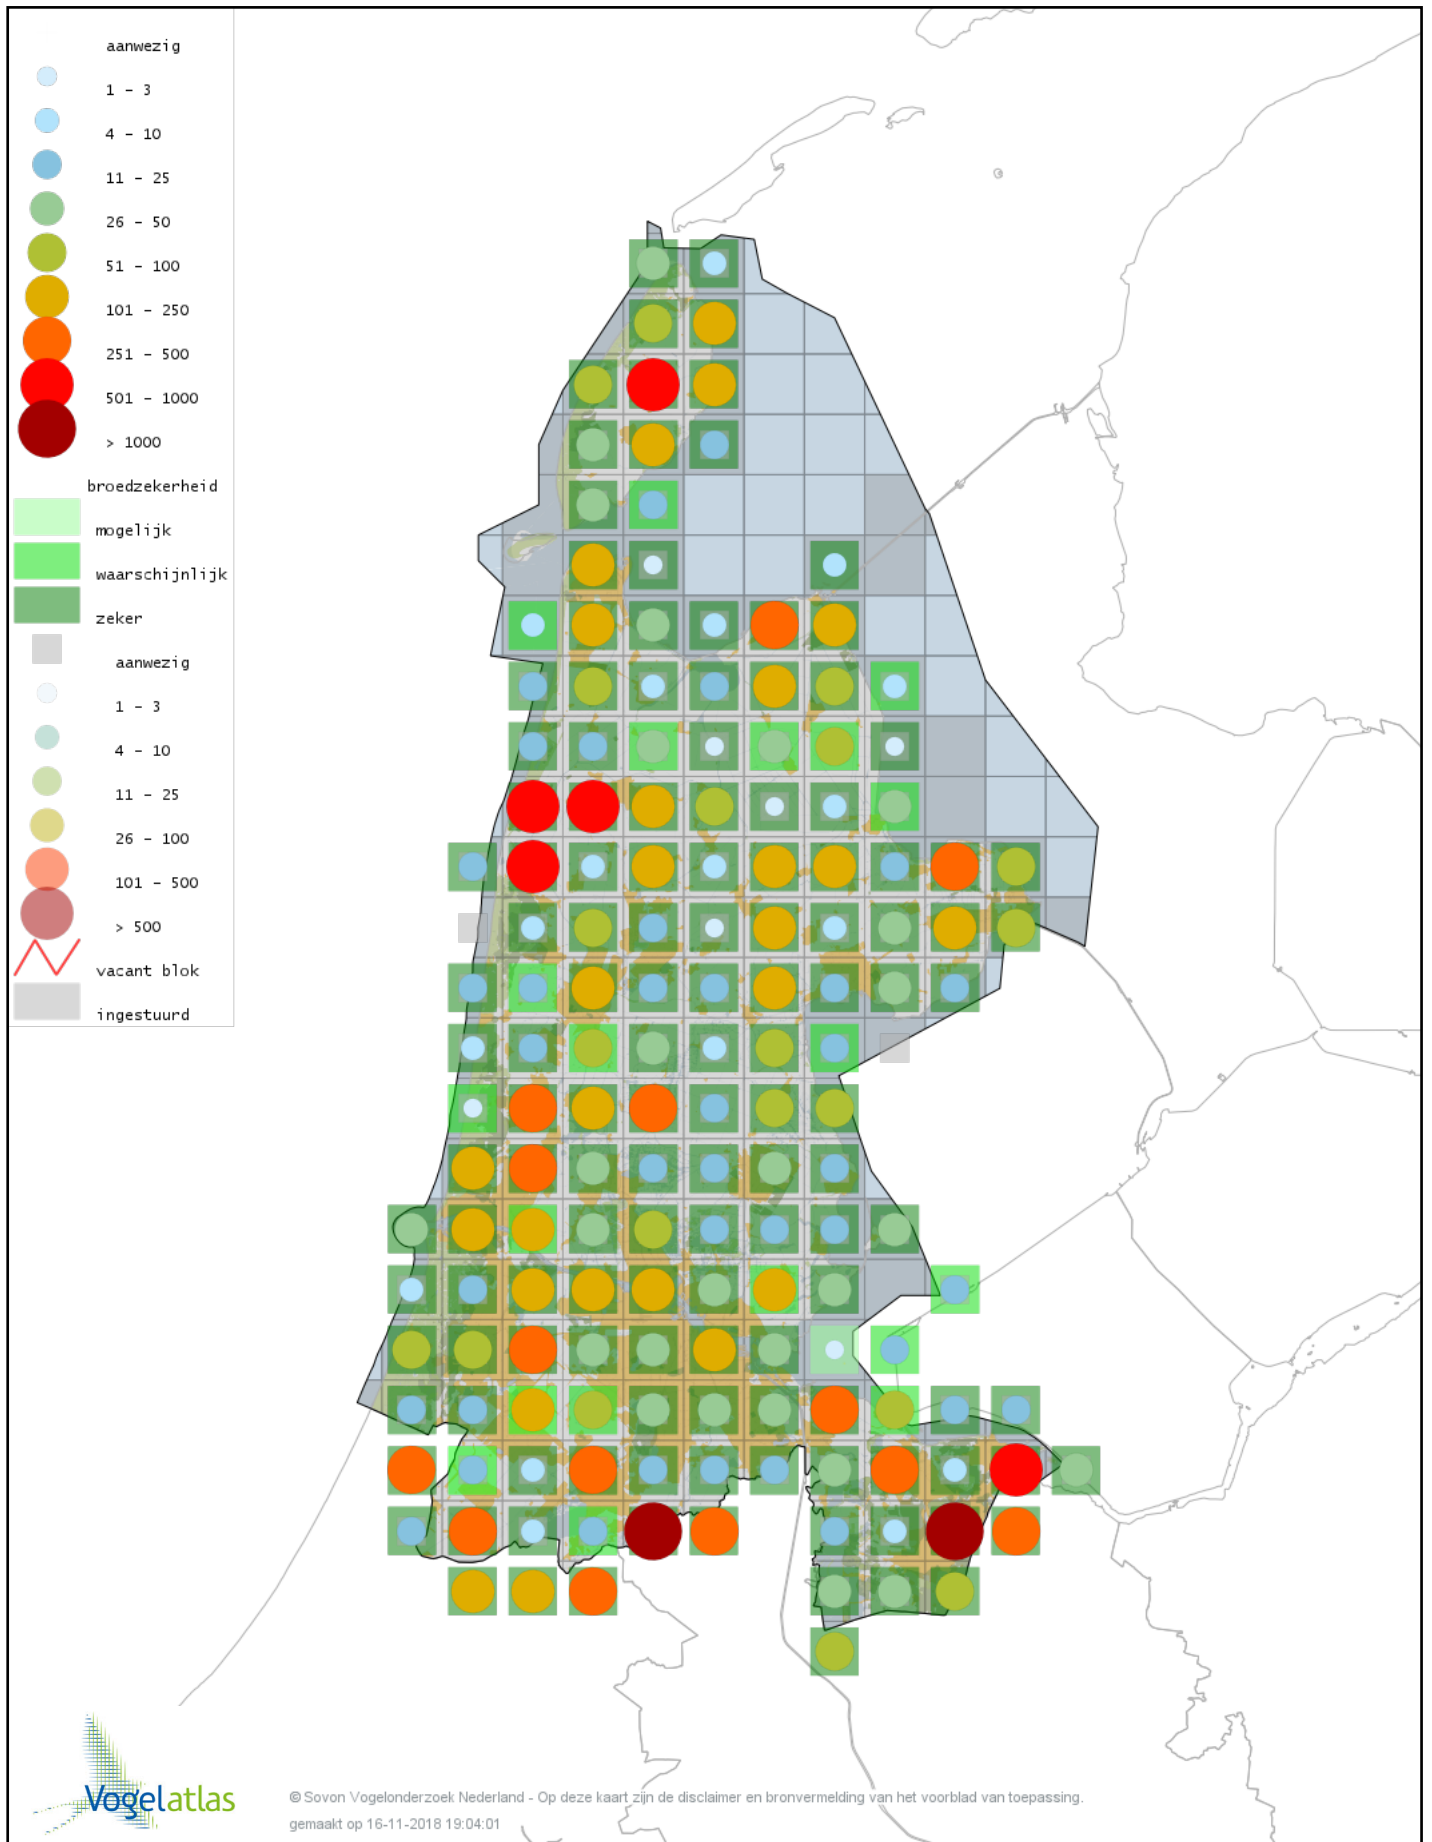 aanwezig
1 - 3
4 - 10
11 - 25
26 - 50
51 - 100
101 - 250
251 - 500
501 - 1000
> 1000
broedzekerheid
mogelijk
waarschijnlijk
zeker
aanwezig
1 - 3
4 - 10
11 - 25
26 - 100
101 - 500
> 500
vacant blok
ingestuurd
Vogelatlas
© Sovon Vogelonderzoek Nederland - Op deze kaart zijn de disclaimer en bronvermelding van het voorblad van toepassing.
gemaakt op 16-11-2018 19:04:01